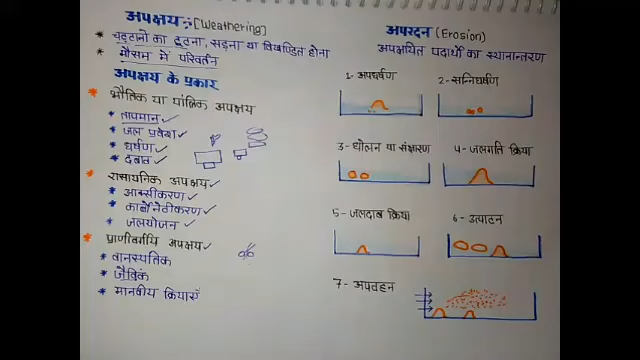 अपक्षय :- [Weathering]
* चट्टानों का टूटना, सड़ना या विखण्डित होना
* मौसम में परिवर्तन
अपक्षय के प्रकार
* भौतिक या यांत्रिक अपक्षय
* तापमान
* जल प्रवेश
* घर्षण
* दबाव
* रासायनिक अपक्षय
* आक्सीकरण
* कार्बोनेटीकरण
* जलयोजन
* प्राणीवर्गीय अपक्षय
* वानस्पतिक
* जैविक
* मानवीय क्रियाएँ
अपरदन (Erosion)
अपक्षयित पदार्थों का स्थानान्तरण
1- अपघर्षण
2- सन्निघर्षण
3- घोलन या संक्षारण
4- जलगति क्रिया
5- जलदाब क्रिया
6- उत्पाटन
7- अपवहन